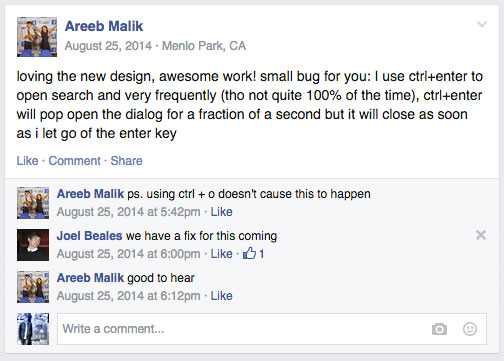 Areeb Malik
August 25, 2014 · Menlo Park, CA
loving the new design, awesome work! small bug for you: I use ctrl+enter to
open search and very frequently (tho not quite 100% of the time), ctrl+enter
will pop open the dialog for a fraction of a second but it will close as soon
as i let go of the enter key
Like · Comment · Share
Areeb Malik ps. using ctrl + o doesn't cause this to happen
August 25, 2014 at 5:42pm · Like
Joel Beales we have a fix for this coming
August 25, 2014 at 6:00pm · Like · 1
Areeb Malik good to hear
August 25, 2014 at 6:12pm · Like
Write a comment...